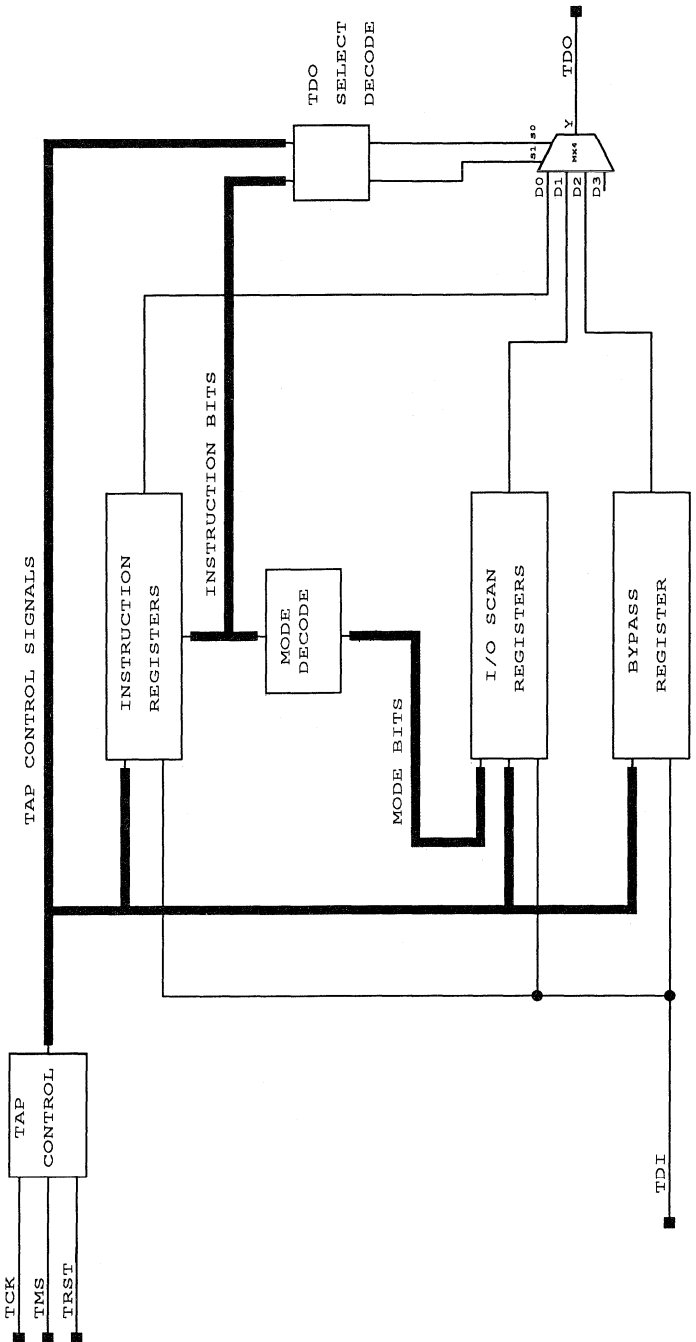 TCK
TMS
TRST
TAP
CONTROL
TAP CONTROL SIGNALS
INSTRUCTION
REGISTERS
INSTRUCTION BITS
MODE
DECODE
MODE BITS
I/O SCAN
REGISTERS
BYPASS
REGISTER
TDI
TDO
SELECT
DECODE
S1 S0
D0
D1
D2
D3
MX4
Y
TDO